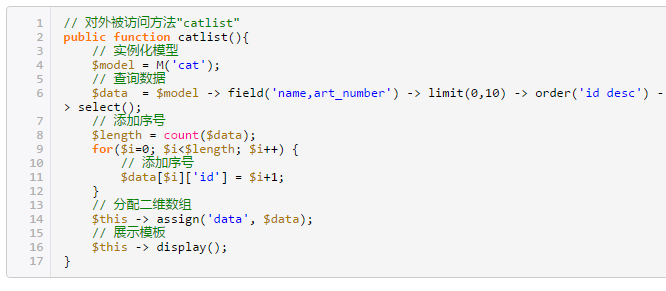 1 // 对外被访问方法"catlist"
2 public function catlist(){
3 // 实例化模型
4 $model = M('cat');
5 // 查询数据
6 $data  = $model -> field('name,art_number') -> limit(0,10) -> order('id desc') -
> select();
7 // 添加序号
8 $length = count($data);
9 for($i=0; $i<$length; $i++) {
10 // 添加序号
11 $data[$i]['id'] = $i+1;
12 }
13 // 分配二维数组
14 $this -> assign('data', $data);
15 // 展示模板
16 $this -> display();
17 }